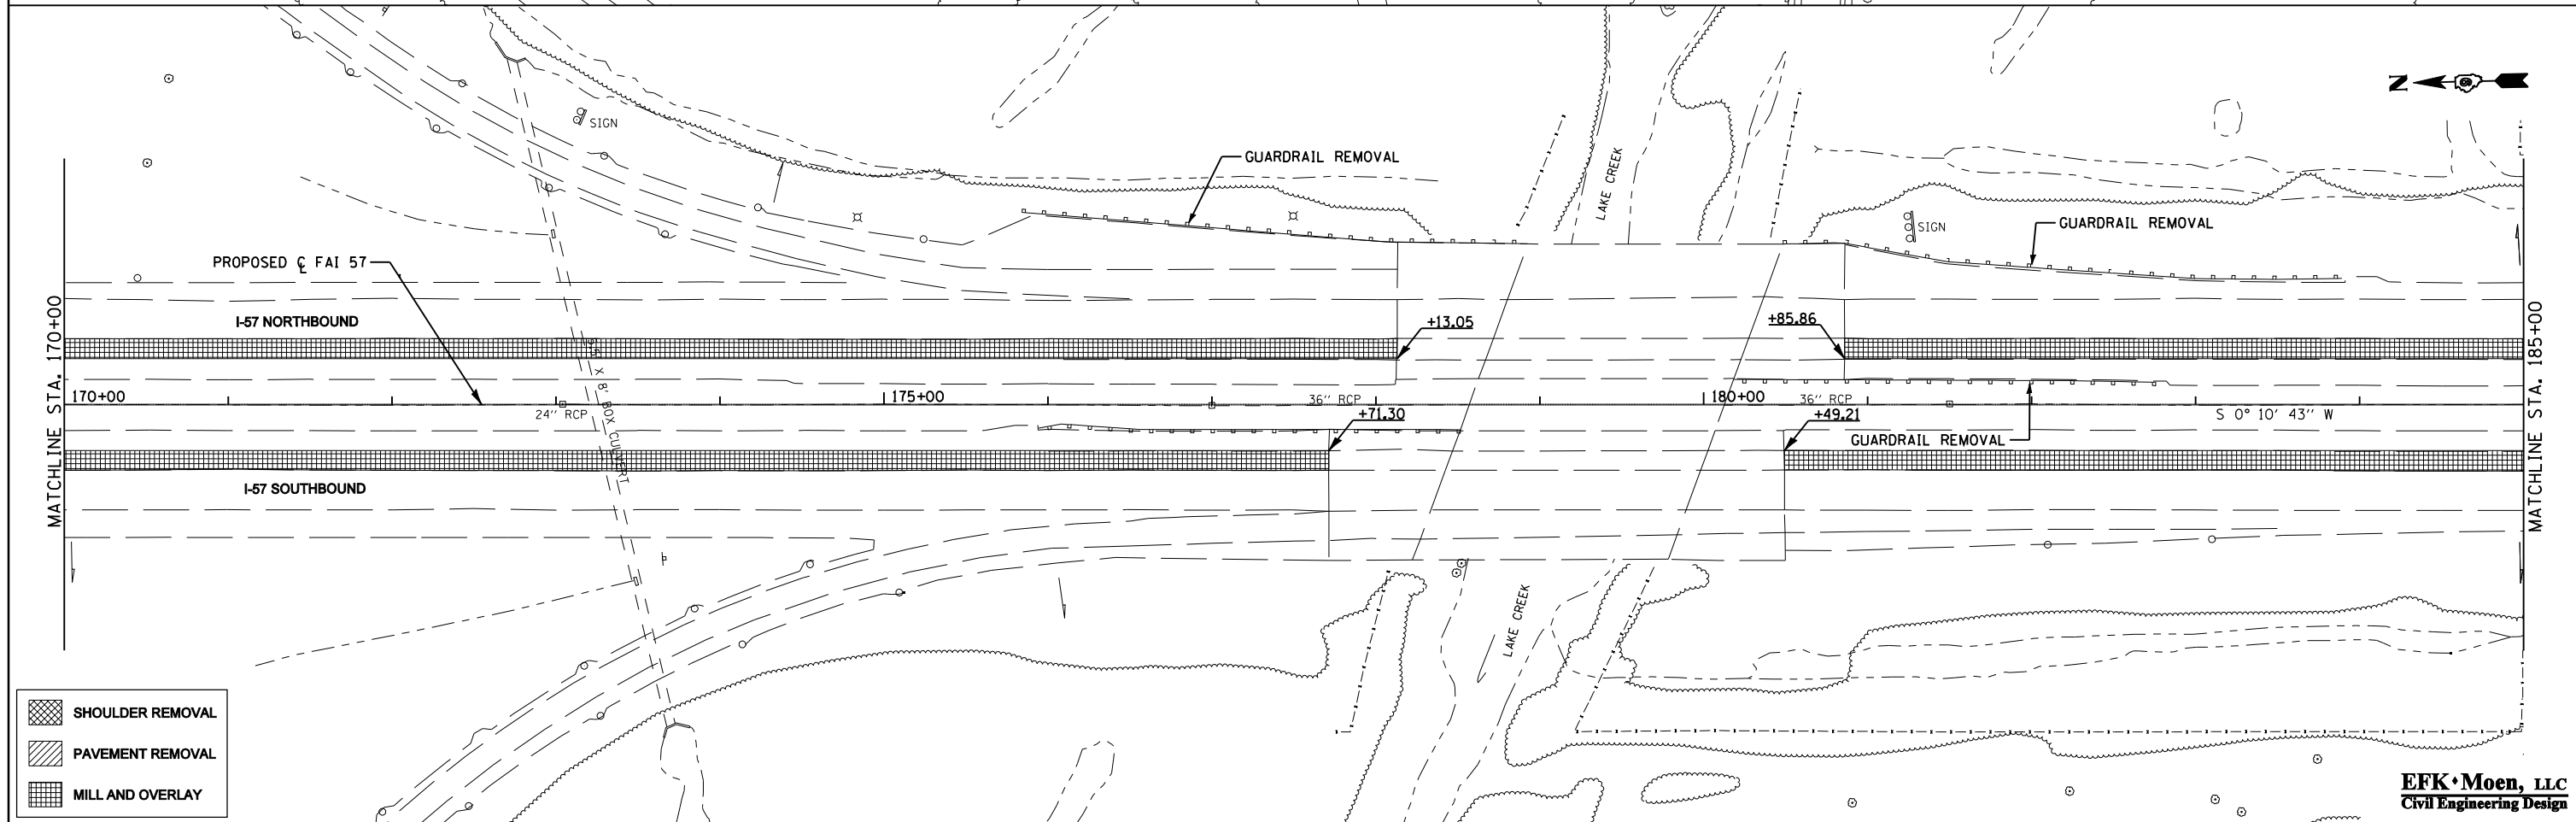 N
SIGN
GUARDRAIL REMOVAL
LAKE CREEK
SIGN
GUARDRAIL REMOVAL
PROPOSED ℄ FAI 57
MATCHLINE STA. 170+00
I-57 NORTHBOUND
+13.05
+85.86
MATCHLINE STA. 185+00
170+00
175+00
180+00
24'' RCP
X 8' BOX CULVERT
36'' RCP
36'' RCP
+71.30
+49.21
S 0° 10' 43'' W
GUARDRAIL REMOVAL
I-57 SOUTHBOUND
LAKE CREEK
SHOULDER REMOVAL
PAVEMENT REMOVAL
MILL AND OVERLAY
EFK•Moen, LLC
Civil Engineering Design